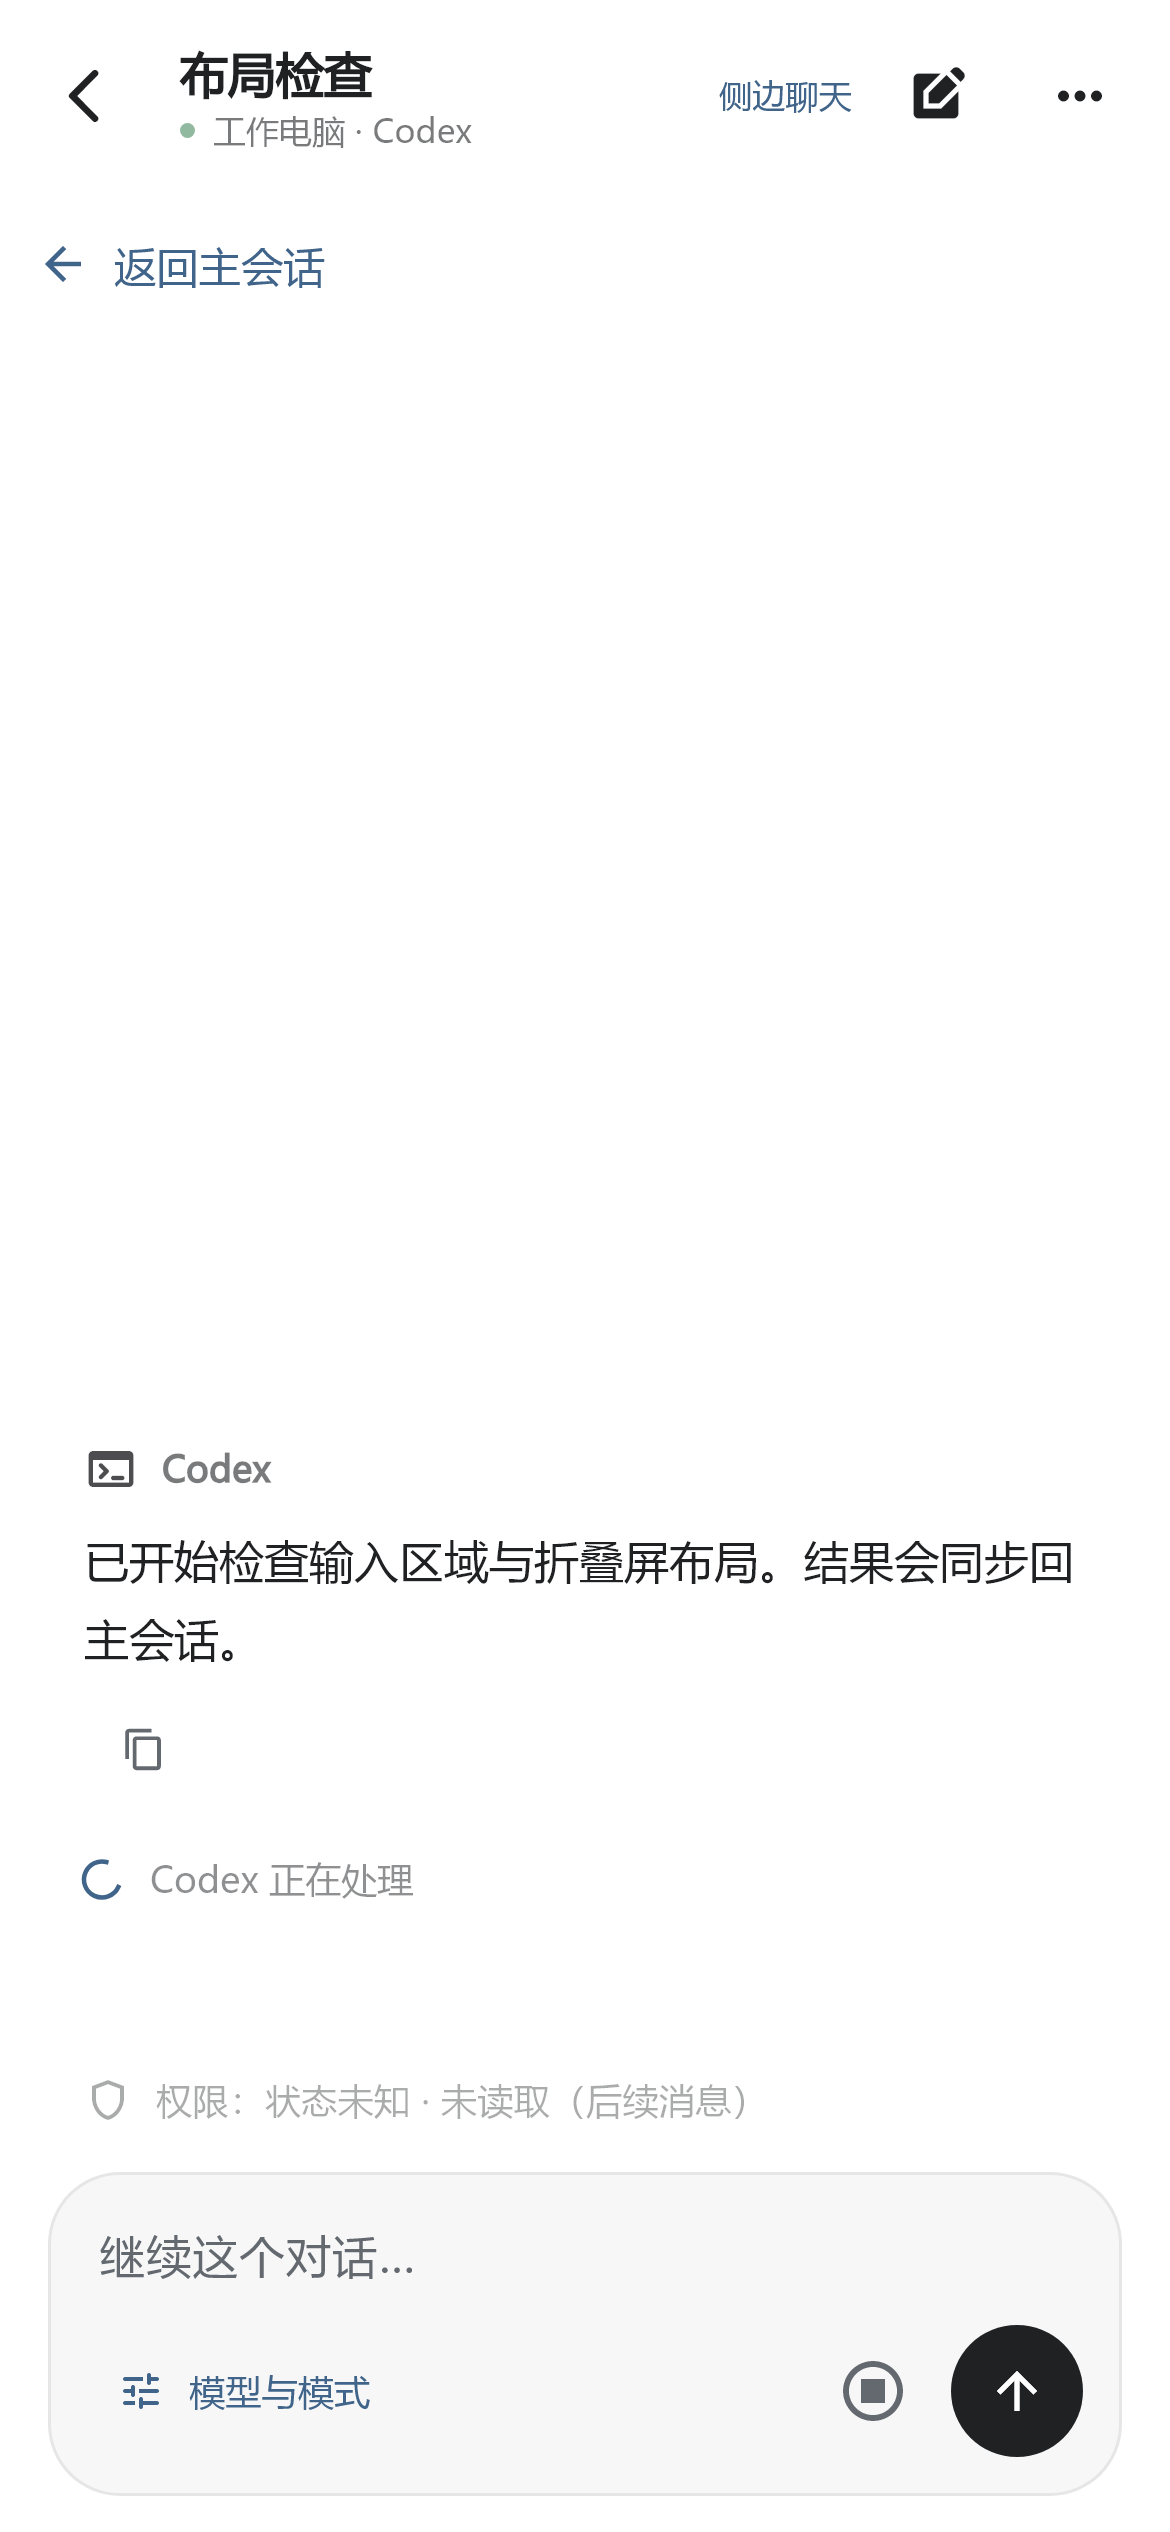 布局检查
工作电脑 · Codex
侧边聊天
返回主会话
Codex
已开始检查输入区域与折叠屏布局。结果会同步回
主会话。
Codex 正在处理
权限：状态未知 · 未读取（后续消息）
继续这个对话...
模型与模式